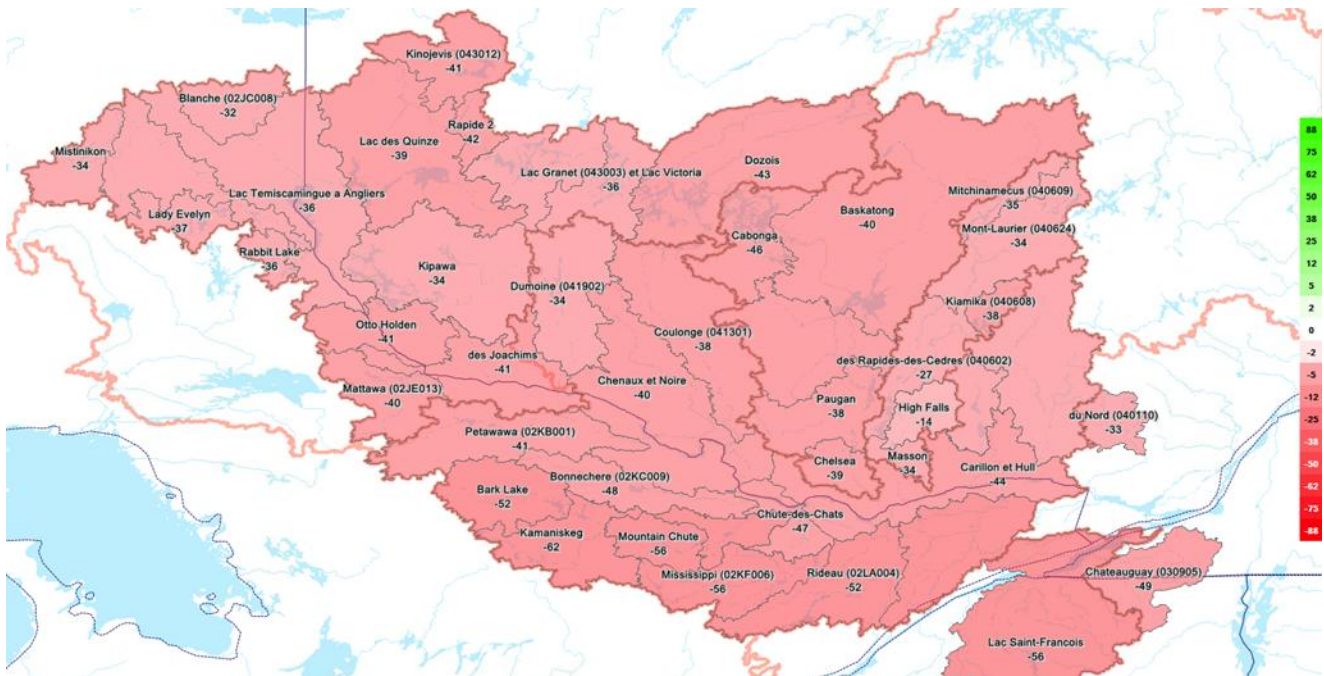 Kinojevis (043012)
-41
Blanche (02JC008)
-32
Rapide 2
-42
Lac des Quinze
-39
Mistinikon
-34
Lac Granet (043003) et Lac Victoria
-36
Dozois
-43
Lac Temiscamingue a Angliers
-36
Mitchinamecus (040609)
-35
Lady Evelyn
-37
Baskatong
-40
Mont-Laurier (040624)
-34
Cabonga
-46
Rabbit Lake
-36
Kipawa
-34
Dumoine (041902)
-34
Kiamika (040608)
-38
Otto Holden
-41
Coulonge (041301)
-38
des Joachims
-41
des Rapides-des-Cedres (040602)
-27
Mattawa (02JE013)
-40
Chenaux et Noire
-40
Paugan
-38
High Falls
-14
du Nord (040110)
-33
Petawawa (02KB001)
-41
Chelsea
-39
Masson
-34
Carillon et Hull
-44
Bonnechere (02KC009)
-48
Bark Lake
-52
Chute-des-Chats
-47
Kamaniskeg
-62
Mountain Chute
-56
Mississippi (02KF006)
-56
Rideau (02LA004)
-52
Chateauguay (030905)
-49
Lac Saint-Francois
-56
88
75
62
50
38
25
12
5
2
0
-2
-5
-12
-25
-38
-50
-62
-75
-88